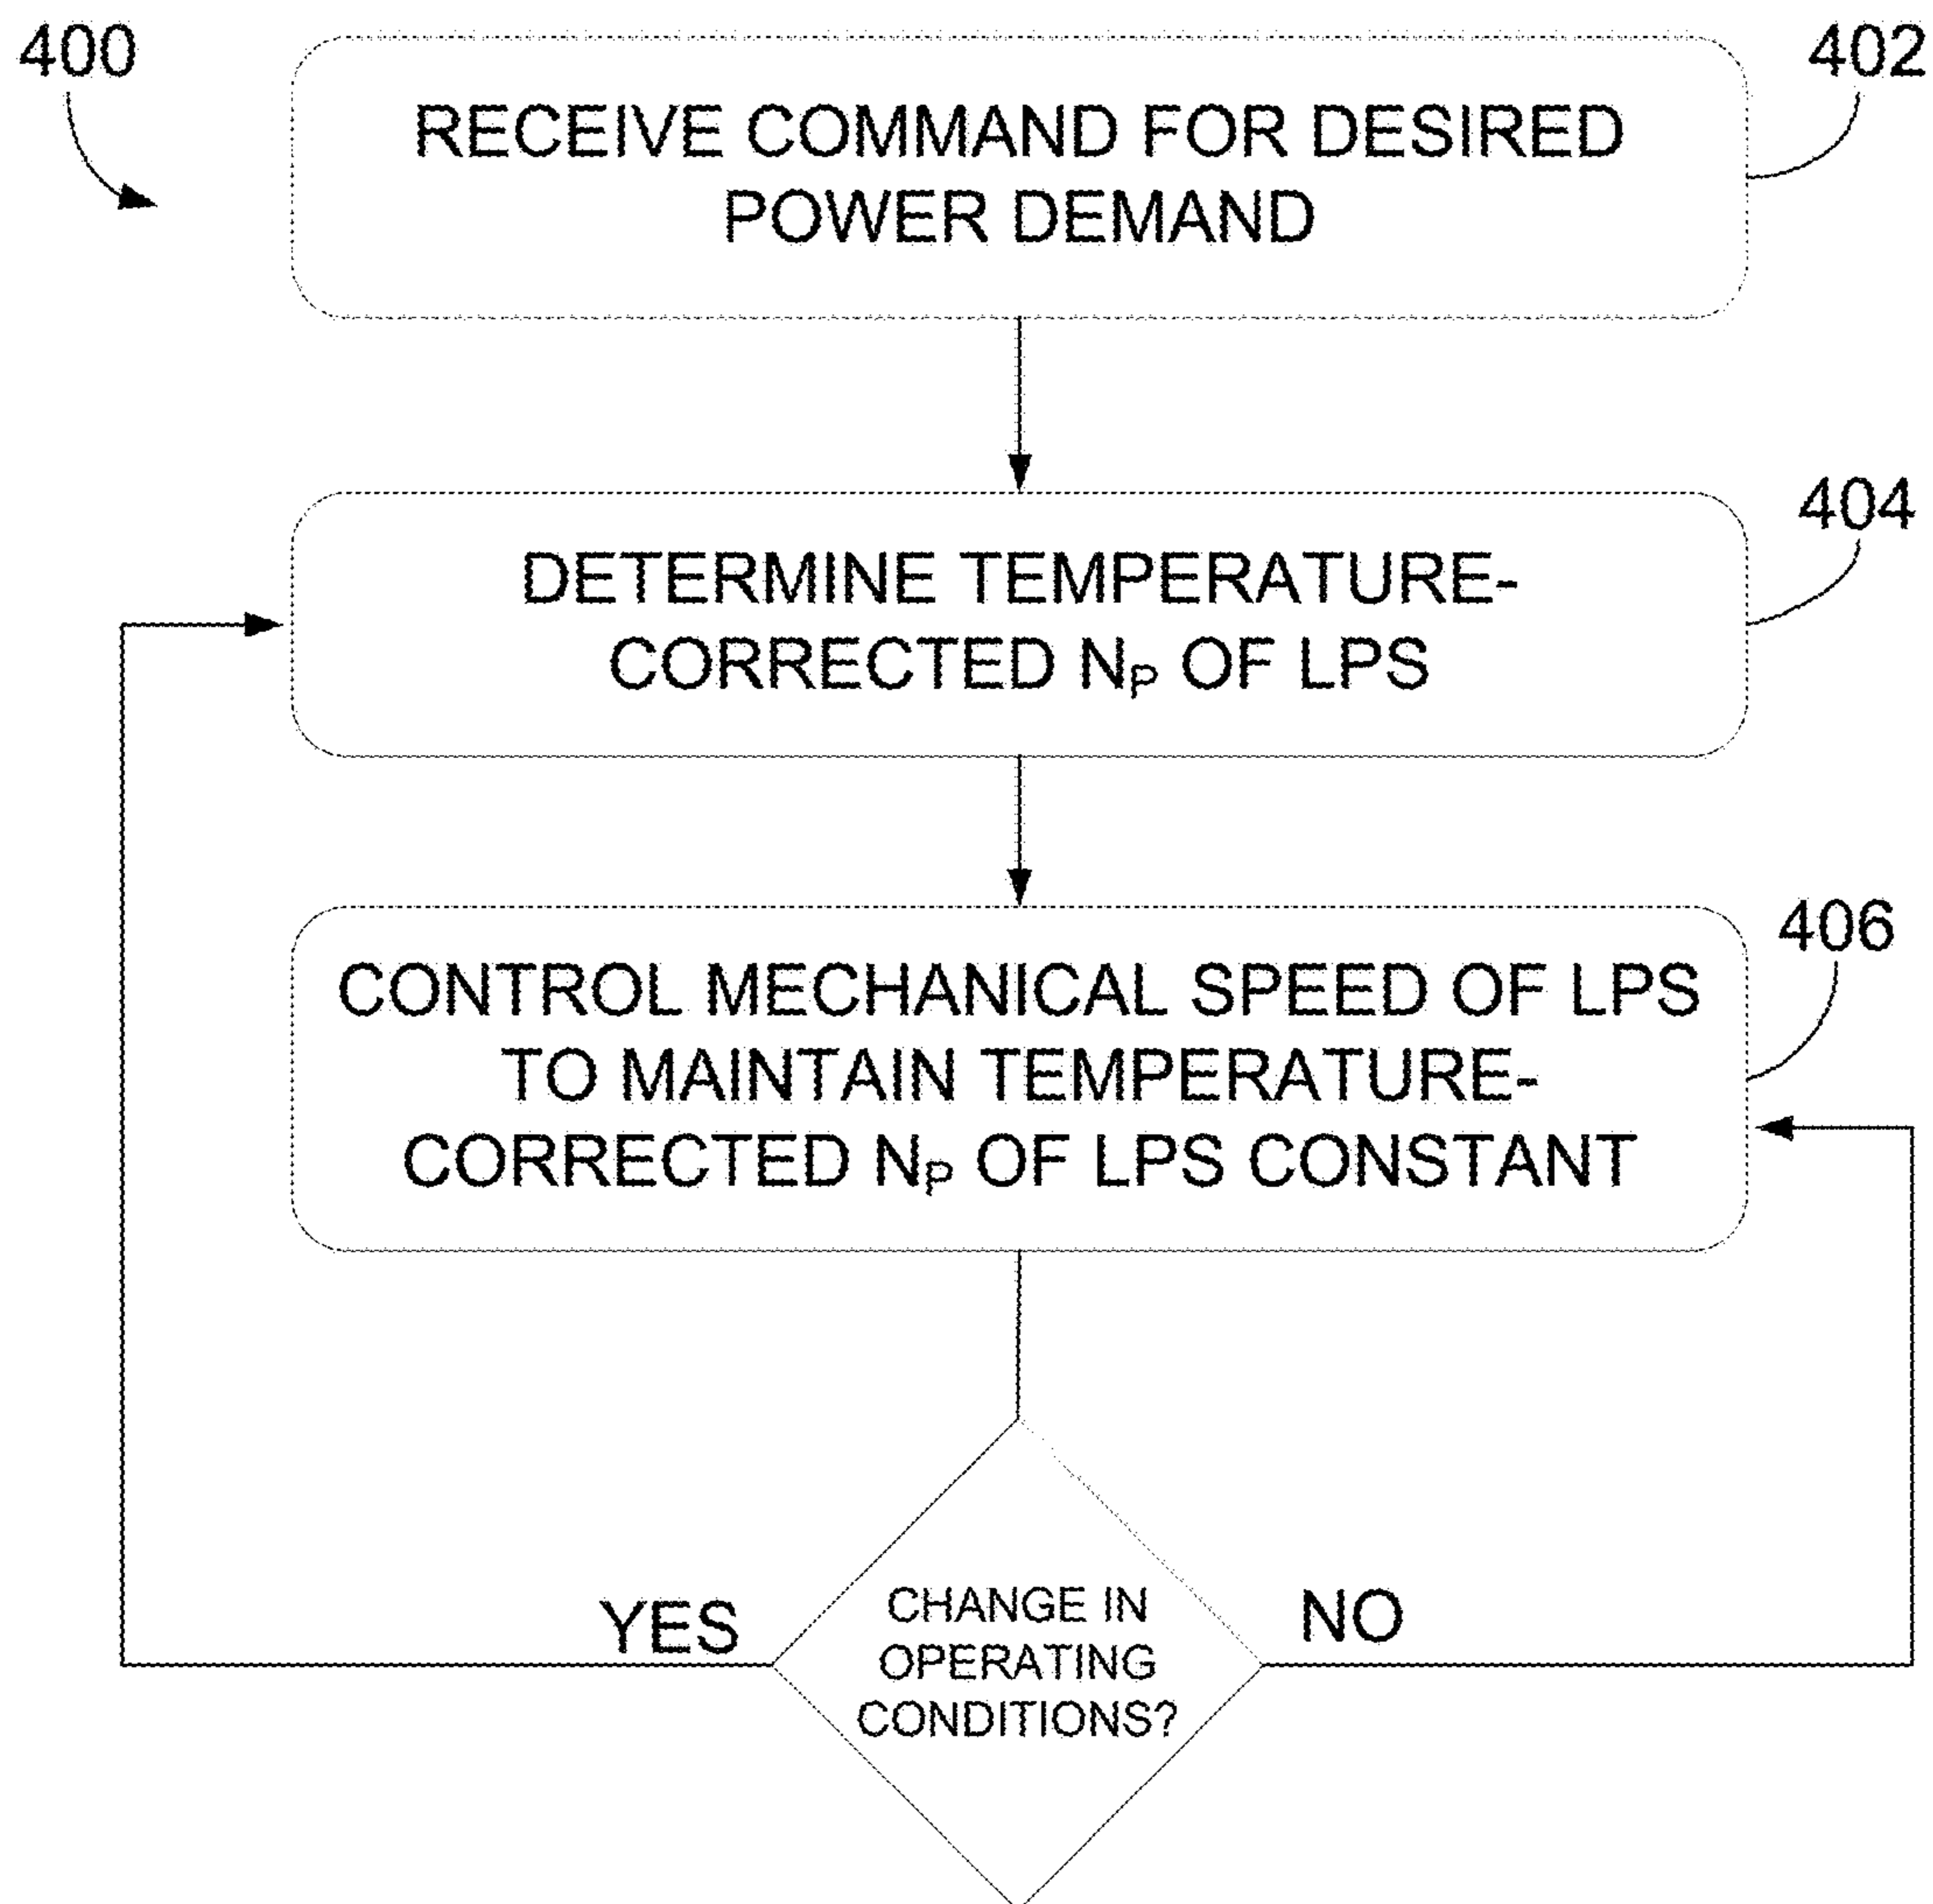 400
402
RECEIVE COMMAND FOR DESIRED
POWER DEMAND
404
DETERMINE TEMPERATURE-
CORRECTED NP OF LPS
406
CONTROL MECHANICAL SPEED OF LPS
TO MAINTAIN TEMPERATURE-
CORRECTED NP OF LPS CONSTANT
YES
NO
CHANGE IN
OPERATING
CONDITIONS?